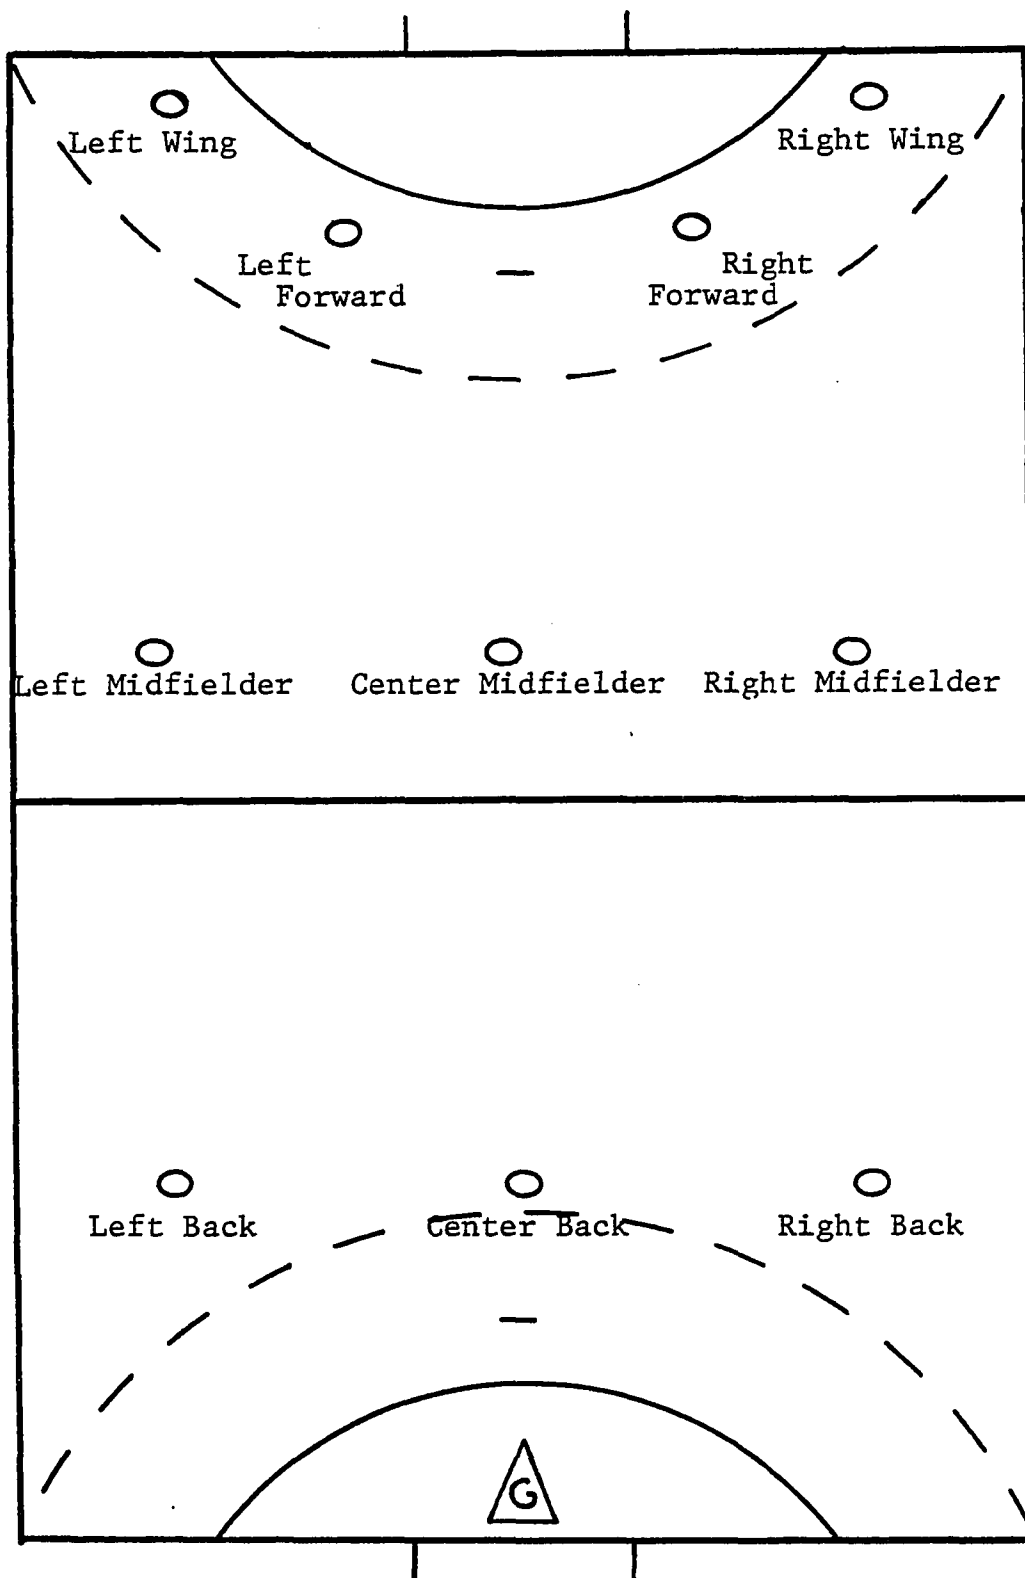 Left Wing
Right Wing
Left
Forward
Right
Forward
Left Midfielder
Center Midfielder
Right Midfielder
Left Back
Center Back
Right Back
G